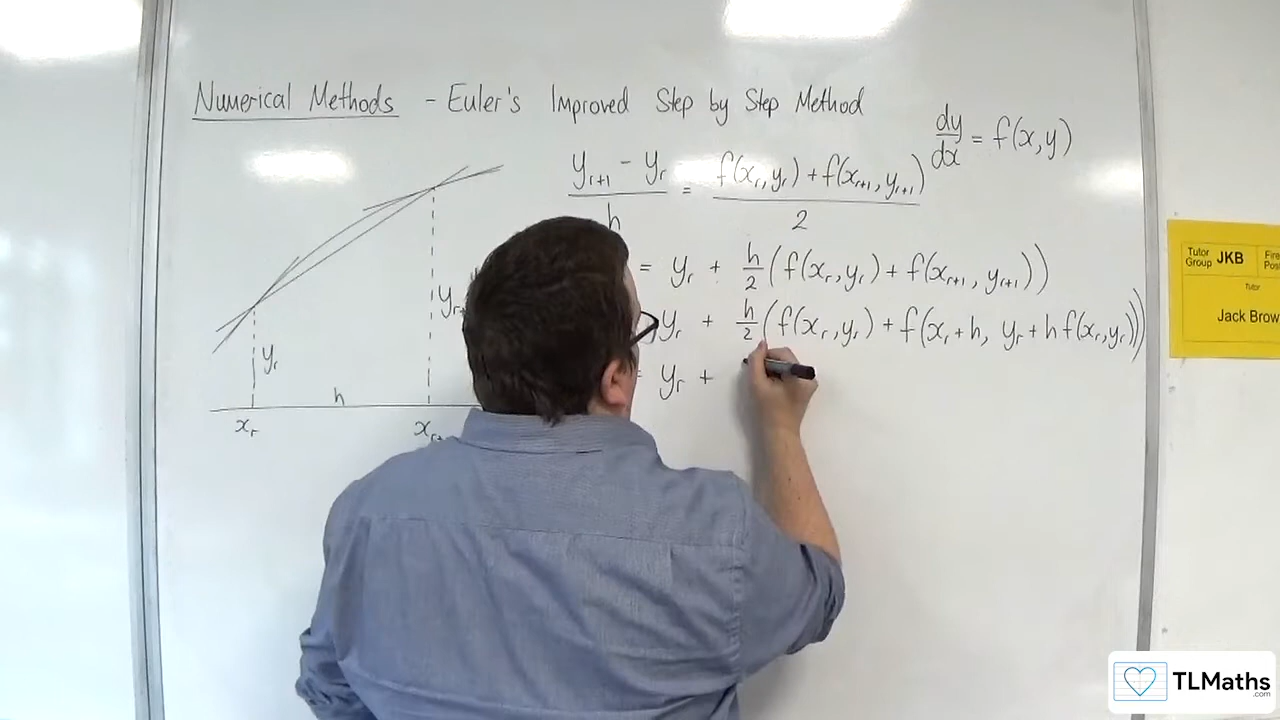 Numerical Methods - Euler's Improved Step by Step Method
dy/dx = f(x,y)
(y_{r+1} - y_r)/h = (f(x_r, y_r) + f(x_{r+1}, y_{r+1}))/2
= y_r + h/2 (f(x_r, y_r) + f(x_{r+1}, y_{r+1}))
y_r + h/2 (f(x_r, y_r) + f(x_r + h, y_r + h f(x_r, y_r)))
= y_r +
y_r
h
x_r
Tutor Group JKB
Tutor
Jack Brow
TLMaths
.com